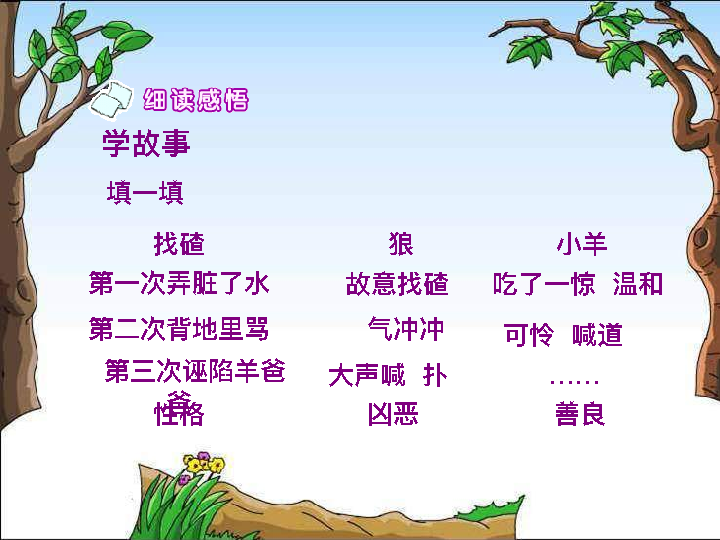 细读感悟
学故事
填一填
找碴 狼 小羊
第一次弄脏了水 故意找碴 吃了一惊 温和
第二次背地里骂 气冲冲 可怜 喊道
第三次诬陷羊爸 大声喊 扑 ……
爸
性格 凶恶 善良